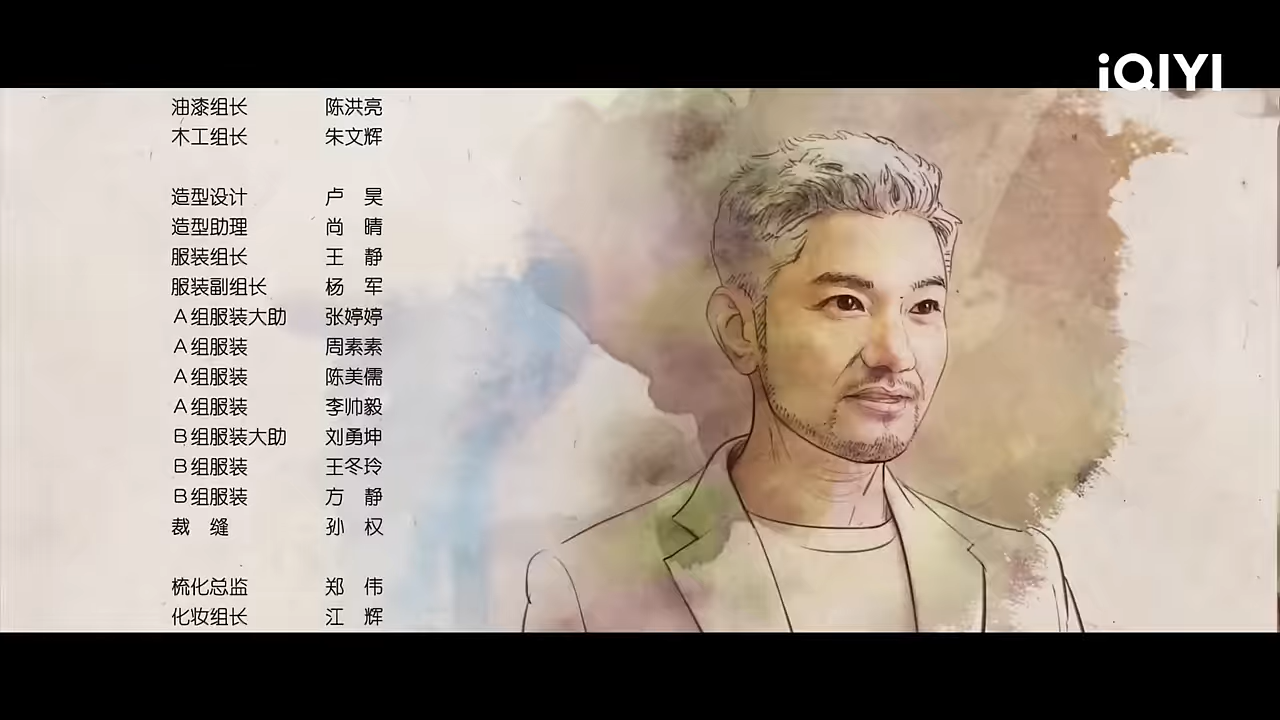 iQIYI
油漆组长 陈洪亮
木工组长 朱文辉
造型设计 卢 昊
造型助理 尚 晴
服装组长 王 静
服装副组长 杨 军
A组服装大助 张婷婷
A组服装 周素素
A组服装 陈美儒
A组服装 李帅毅
B组服装大助 刘勇坤
B组服装 王冬玲
B组服装 方 静
裁 缝 孙 权
梳化总监 郑 伟
化妆组长 江 辉